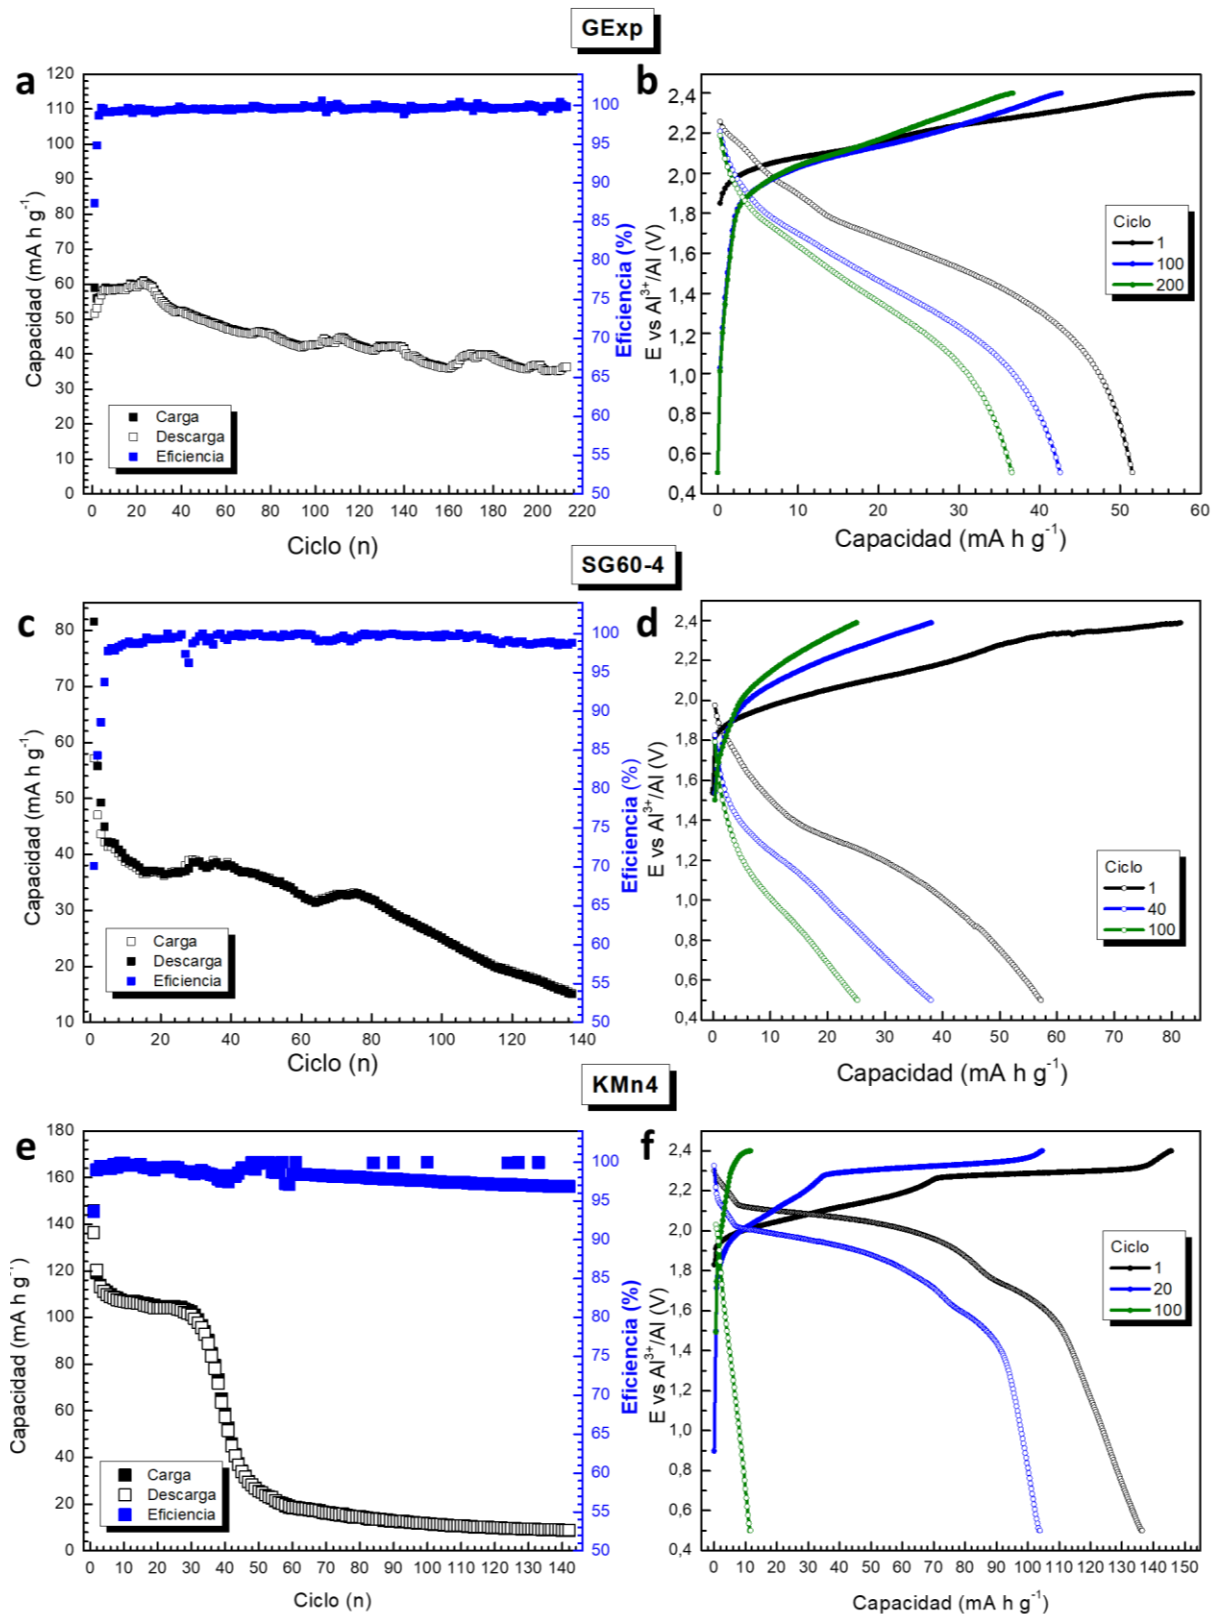 GExp
a
120
110
100
90
80
70
60
50
40
30
20
10
0
Capacidad (mA h g⁻¹)
0 20 40 60 80 100 120 140 160 180 200 220
Ciclo (n)
100
95
90
85
80
75
70
65
60
55
50
Eficiencia (%)
Carga
Descarga
Eficiencia
b
2,4
2,2
2,0
1,8
1,6
1,4
1,2
1,0
0,8
0,6
0,4
E vs Al³⁺/Al (V)
10 20 30 40 50 60
Capacidad (mA h g⁻¹)
Ciclo
1
100
200
SG60-4
c
80
70
60
50
40
30
20
10
Capacidad (mA h g⁻¹)
0 20 40 60 80 100 120 140
Ciclo (n)
100
95
90
85
80
75
70
65
60
55
50
Eficiencia (%)
Carga
Descarga
Eficiencia
d
2,4
2,2
2,0
1,8
1,6
1,4
1,2
1,0
0,8
0,6
0,4
E vs Al³⁺/Al (V)
0 10 20 30 40 50 60 70 80
Capacidad (mA h g⁻¹)
Ciclo
1
40
100
KMn4
e
180
160
140
120
100
80
60
40
20
0
Capacidad (mA h g⁻¹)
0 10 20 30 40 50 60 70 80 90 100 110 120 130 140
Ciclo (n)
100
95
90
85
80
75
70
65
60
55
50
Eficiencia (%)
Carga
Descarga
Eficiencia
f
2,4
2,2
2,0
1,8
1,6
1,4
1,2
1,0
0,8
0,6
0,4
E vs Al³⁺/Al (V)
0 10 20 30 40 50 60 70 80 90 100 110 120 130 140 150
Capacidad (mA h g⁻¹)
Ciclo
1
20
100